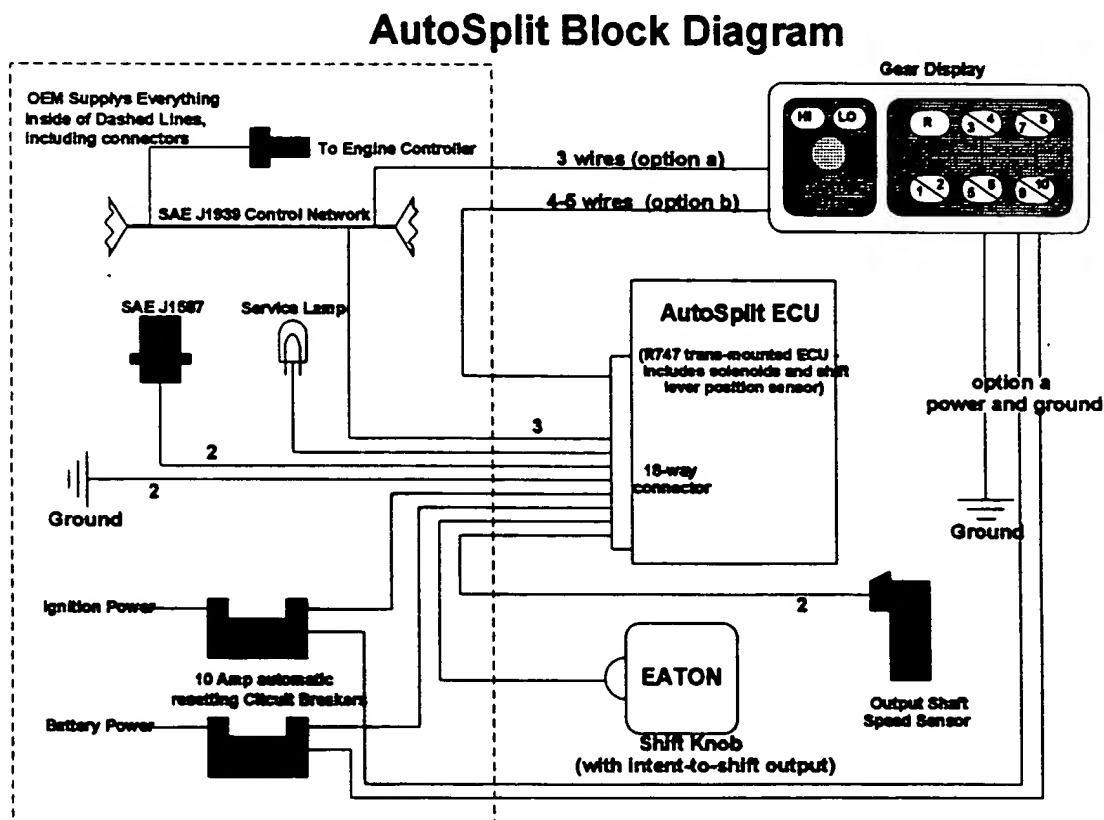 AutoSplit Block Diagram
Gear Display
OEM Supplys Everything
Inside of Dashed Lines,
including connectors
To Engine Controller
3 wires (option a)
HI
LO
R
3 4
7 8
SAE J1939 Control Network
4-5 wires (option b)
1 2
5 6
9 10
SAE J1587
Service Lamp
AutoSplit ECU
(R747 trans-mounted ECU -
includes solenoids and shift
lever position sensor)
option a
power and ground
3
2
2
18-way
connector
Ground
Ground
Ignition Power
2
10 Amp automatic
resetting Circuit Breakers
EATON
Output Shaft
Speed Sensor
Battery Power
Shift Knob
(with intent-to-shift output)